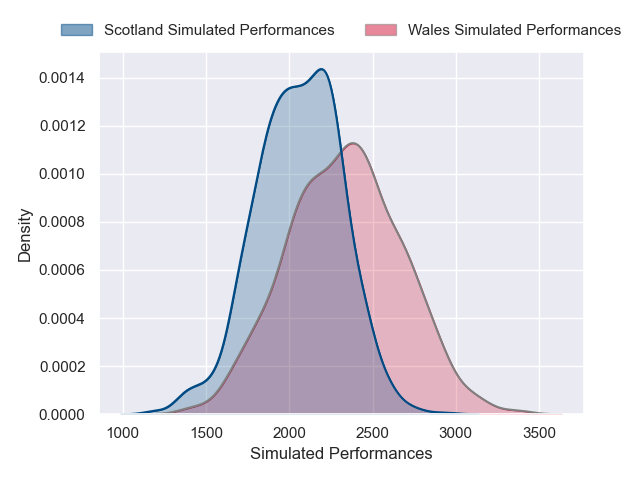 Scotland Simulated Performances
Wales Simulated Performances
0.0014
0.0012
0.0010
0.0008
0.0006
0.0004
0.0002
0.0000
Density
1000 1500 2000 2500 3000 3500
Simulated Performances